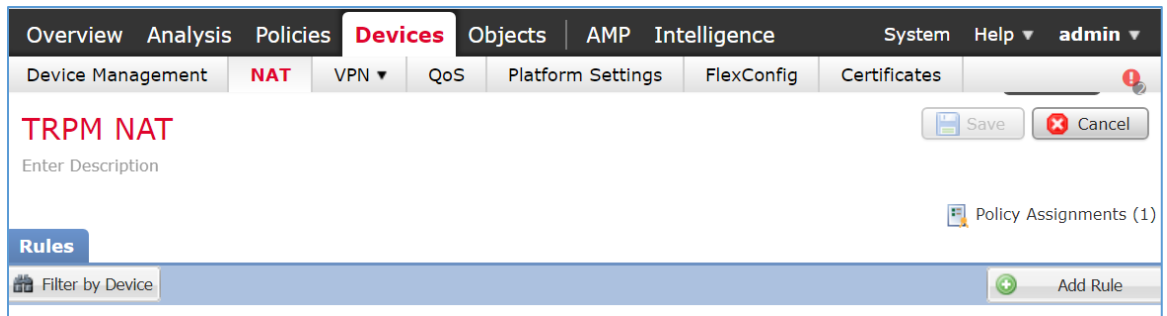 Overview Analysis Policies Devices Objects AMP Intelligence System Help ▼ admin ▼
Device Management NAT VPN ▼ QoS Platform Settings FlexConfig Certificates
TRPM NAT Save Cancel
Enter Description
Policy Assignments (1)
Rules
Filter by Device Add Rule